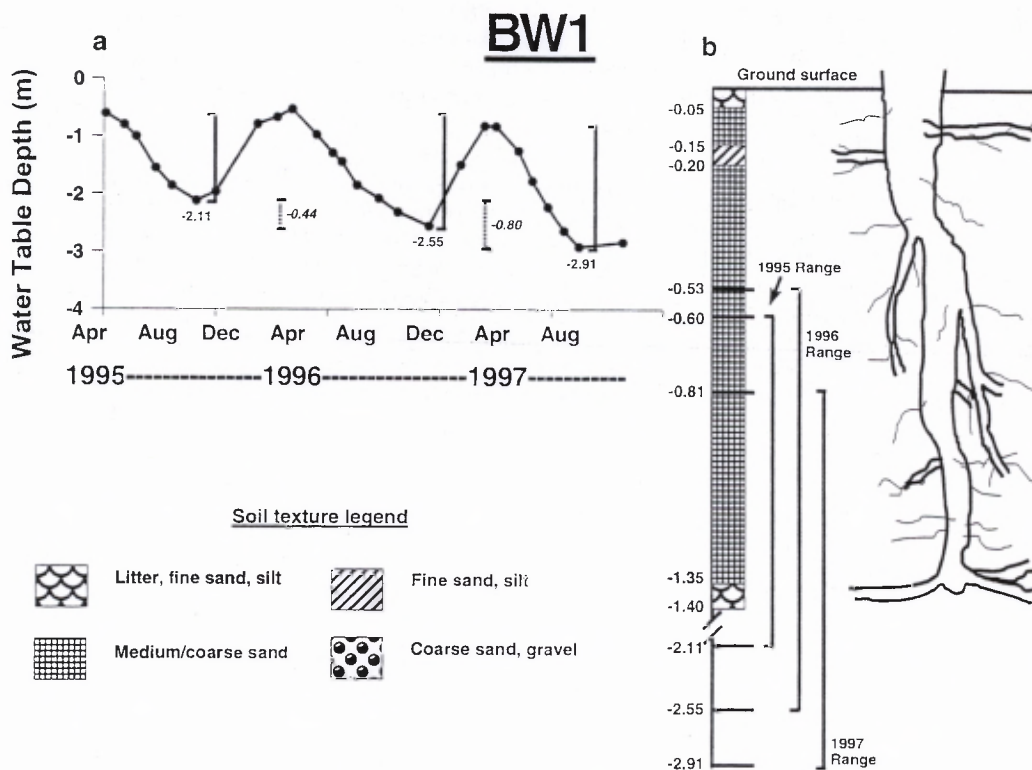 BW1
a
Water Table Depth (m)
0
-1
-2
-3
-4
-2.11
-0.44
-2.55
-0.80
-2.91
Apr Aug Dec Apr Aug Dec Apr Aug
1995 1996 1997
Soil texture legend
Litter, fine sand, silt
Fine sand, silt
Medium/coarse sand
Coarse sand, gravel
b
Ground surface
-0.05
-0.15
-0.20
1995 Range
-0.53
-0.60
1996
Range
-0.81
-1.35
-1.40
-2.11
-2.55
1997
Range
-2.91